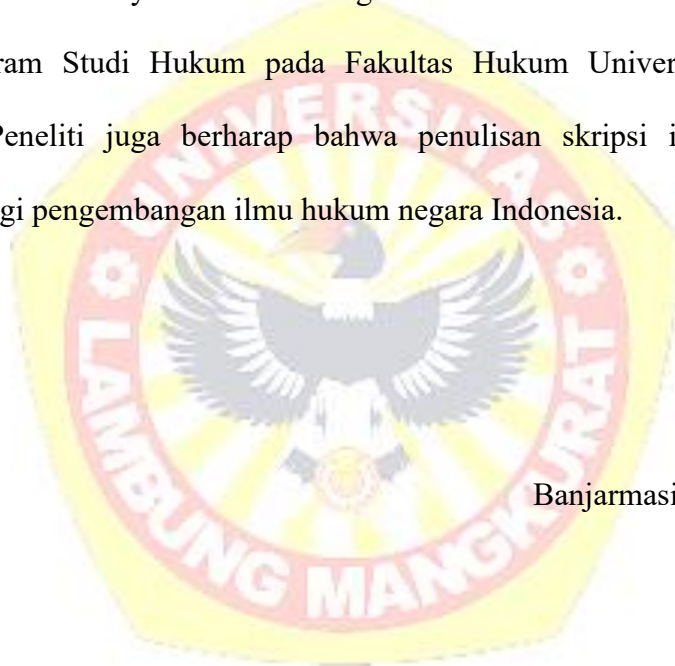 ram Studi Hukum pada Fakultas Hukum Univer
Peneliti juga berharap bahwa penulisan skripsi i
gi pengembangan ilmu hukum negara Indonesia.
UNIVERSITAS
LAMBUNG MANGKURAT
Banjarmasi